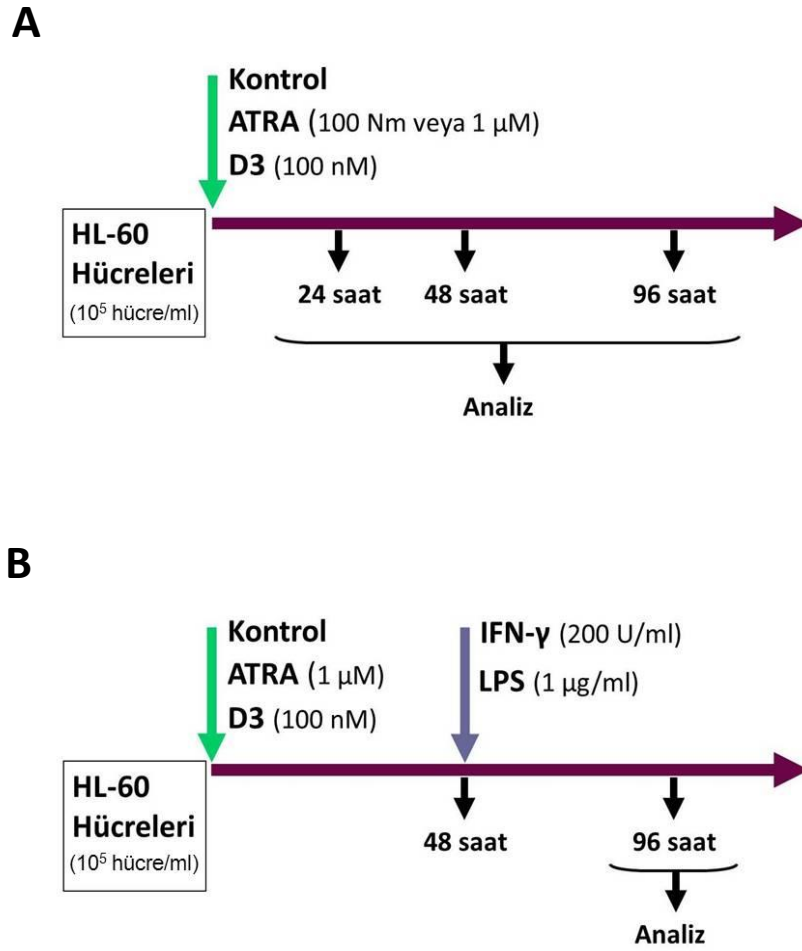 A
Kontrol
ATRA (100 Nm veya 1 µM)
D3 (100 nM)
HL-60
Hücreleri
(10⁵ hücre/ml)
24 saat
48 saat
96 saat
Analiz
B
Kontrol
ATRA (1 µM)
D3 (100 nM)
IFN-γ (200 U/ml)
LPS (1 µg/ml)
HL-60
Hücreleri
(10⁵ hücre/ml)
48 saat
96 saat
Analiz